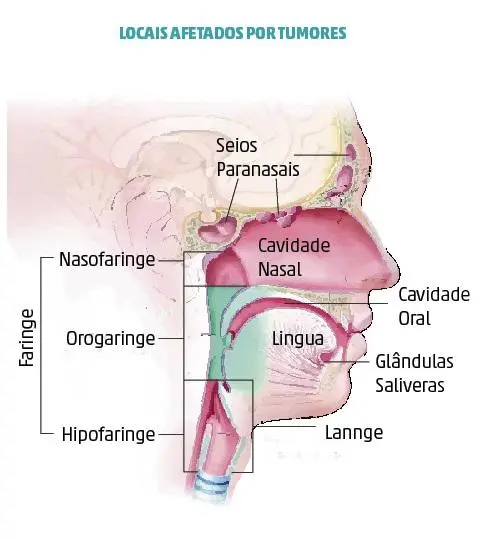 LOCAIS AFETADOS POR TUMORES
Seios
Paranasais
Nasofaringe
Cavidade
Nasal
Cavidade
Oral
Faringe
Orogaringe
Lingua
Glândulas
Saliveras
Hipofaringe
Lannge